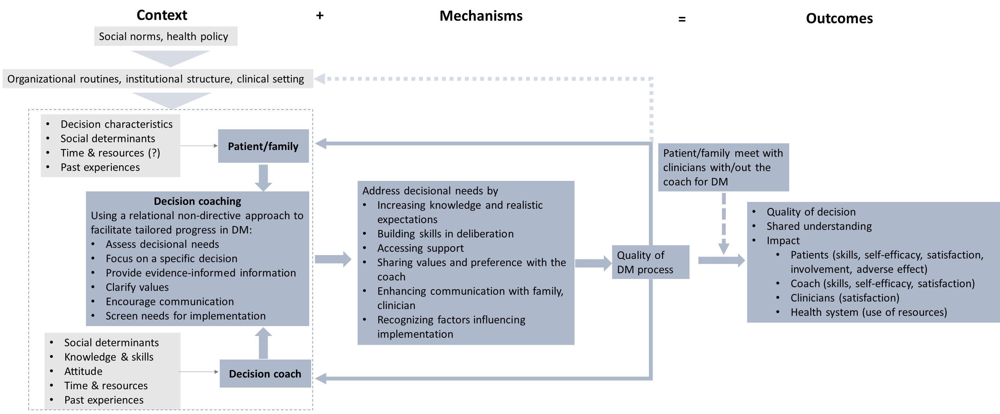 Context + Mechanisms = Outcomes
Social norms, health policy
Organizational routines, institutional structure, clinical setting
• Decision characteristics
• Social determinants
• Time & resources (?)
• Past experiences
Patient/family
Decision coaching
Using a relational non-directive approach to
facilitate tailored progress in DM:
• Assess decisional needs
• Focus on a specific decision
• Provide evidence-informed information
• Clarify values
• Encourage communication
• Screen needs for implementation
• Social determinants
• Knowledge & skills
• Attitude
• Time & resources
• Past experiences
Decision coach
Address decisional needs by
• Increasing knowledge and realistic
expectations
• Building skills in deliberation
• Accessing support
• Sharing values and preference with the
coach
• Enhancing communication with family,
clinician
• Recognizing factors influencing
implementation
Quality of
DM process
Patient/family meet with
clinicians with/out the
coach for DM
• Quality of decision
• Shared understanding
• Impact
• Patients (skills, self-efficacy, satisfaction,
involvement, adverse effect)
• Coach (skills, self-efficacy, satisfaction)
• Clinicians (satisfaction)
• Health system (use of resources)